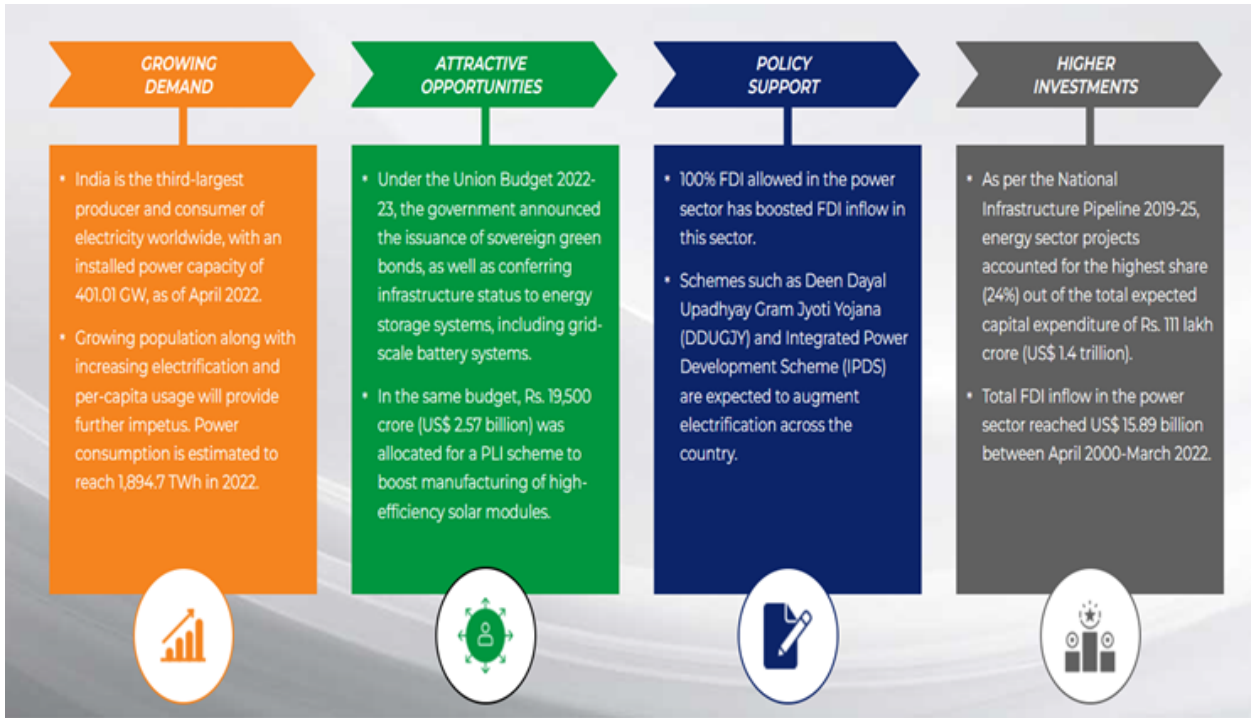 GROWING
DEMAND
• India is the third-largest
producer and consumer of
electricity worldwide, with an
installed power capacity of
401.01 GW, as of April 2022.
• Growing population along with
increasing electrification and
per-capita usage will provide
further impetus. Power
consumption is estimated to
reach 1,894.7 TWh in 2022.
ATTRACTIVE
OPPORTUNITIES
• Under the Union Budget 2022-
23, the government announced
the issuance of sovereign green
bonds, as well as conferring
infrastructure status to energy
storage systems, including grid-
scale battery systems.
• In the same budget, Rs. 19,500
crore (US$ 2.57 billion) was
allocated for a PLI scheme to
boost manufacturing of high-
efficiency solar modules.
POLICY
SUPPORT
• 100% FDI allowed in the power
sector has boosted FDI inflow in
this sector.
• Schemes such as Deen Dayal
Upadhyay Gram Jyoti Yojana
(DDUGJY) and Integrated Power
Development Scheme (IPDS)
are expected to augment
electrification across the
country.
HIGHER
INVESTMENTS
• As per the National
Infrastructure Pipeline 2019-25,
energy sector projects
accounted for the highest share
(24%) out of the total expected
capital expenditure of Rs. 111 lakh
crore (US$ 1.4 trillion).
• Total FDI inflow in the power
sector reached US$ 15.89 billion
between April 2000-March 2022.